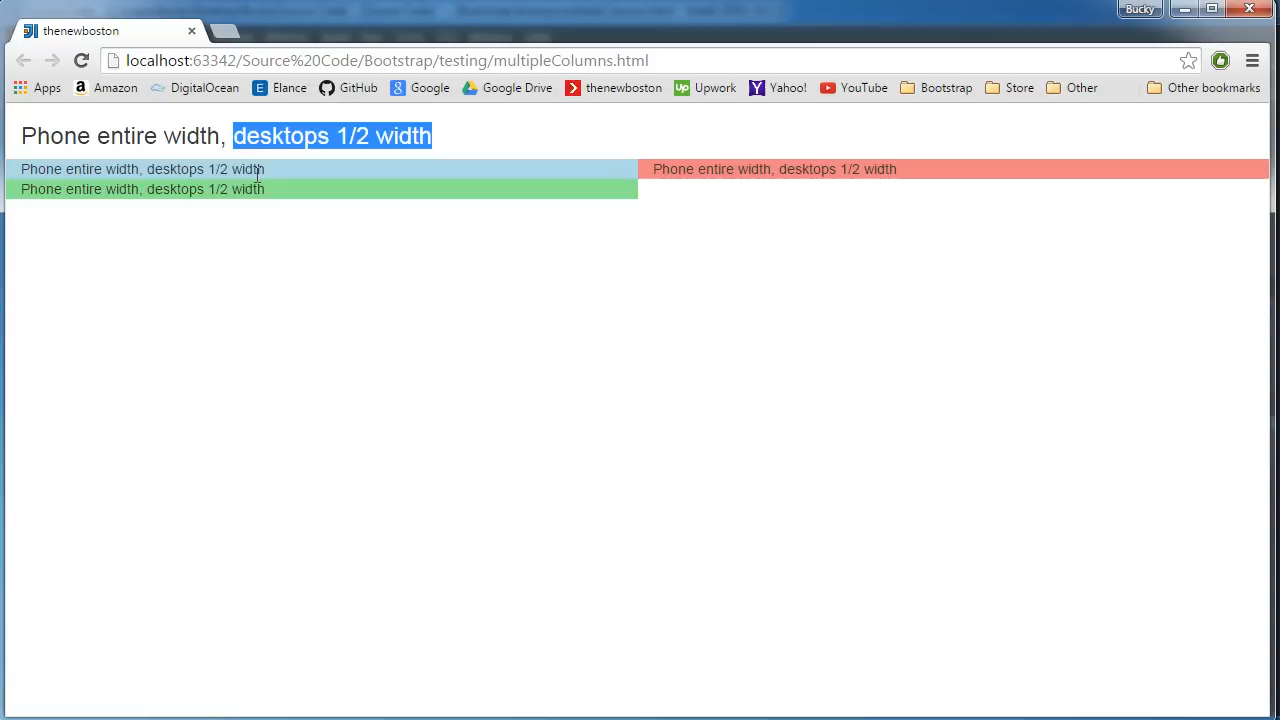 Bucky
thenewboston
localhost:63342/Source%20Code/Bootstrap/testing/multipleColumns.html
Apps Amazon DigitalOcean Elance GitHub Google Google Drive thenewboston Upwork Yahoo! YouTube Bootstrap Store Other Other bookmarks
Phone entire width, desktops 1/2 width
Phone entire width, desktops 1/2 width Phone entire width, desktops 1/2 width
Phone entire width, desktops 1/2 width